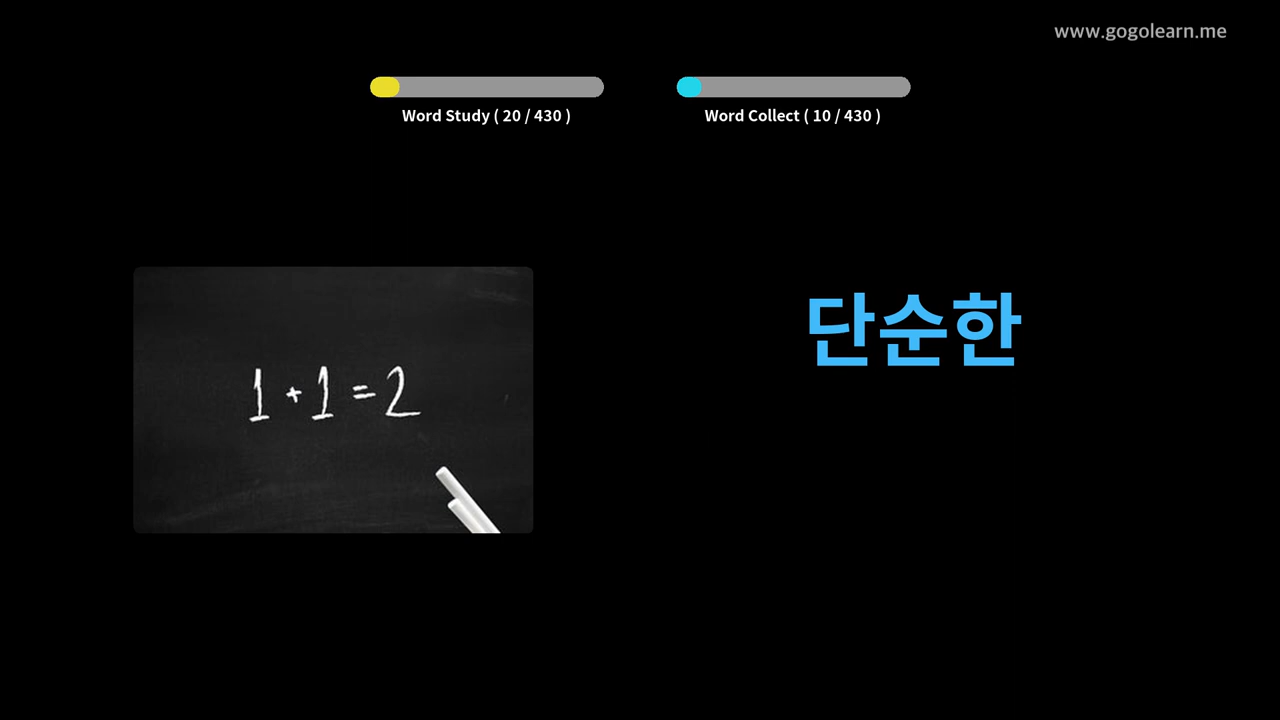 www.gogolearn.me
Word Study ( 20 / 430 )
Word Collect ( 10 / 430 )
1 + 1 = 2
단순한